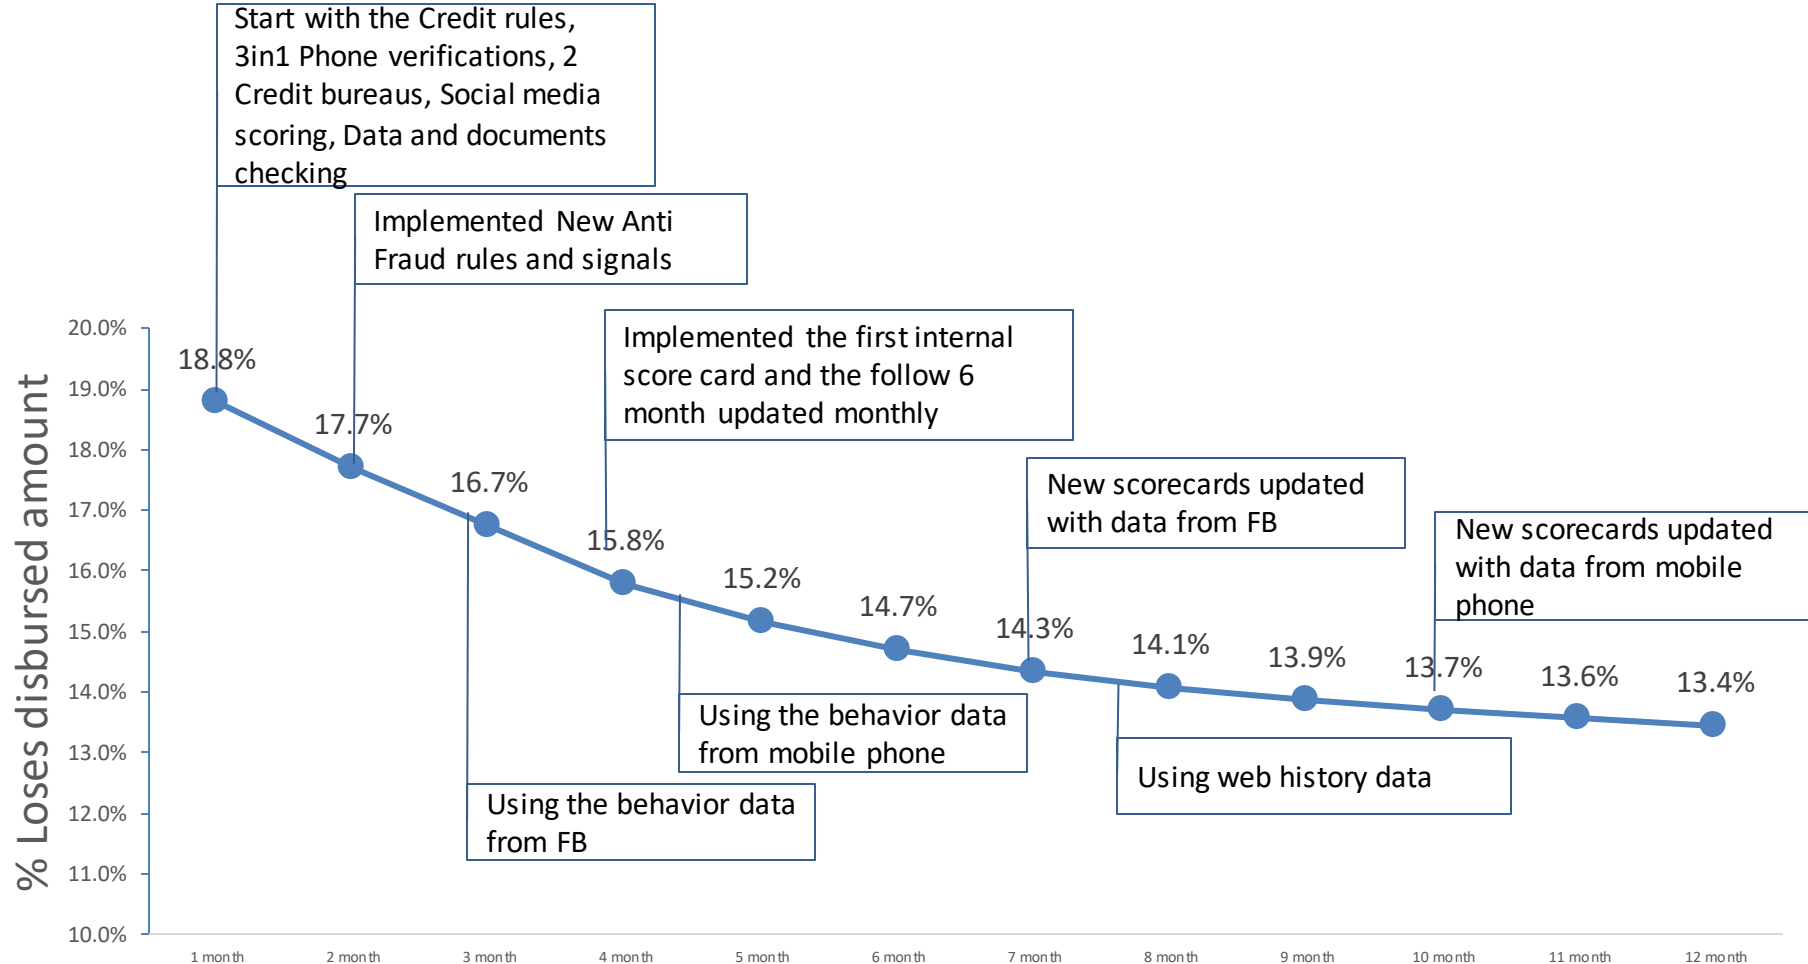 Start with the Credit rules,
3in1 Phone verifications, 2
Credit bureaus, Social media
scoring, Data and documents
checking
Implemented New Anti
Fraud rules and signals
Implemented the first internal
score card and the follow 6
month updated monthly
New scorecards updated
with data from FB
New scorecards updated
with data from mobile
phone
Using the behavior data
from mobile phone
Using web history data
Using the behavior data
from FB
% Loses disbursed amount
20.0%
19.0%
18.0%
17.0%
16.0%
15.0%
14.0%
13.0%
12.0%
11.0%
10.0%
18.8%
17.7%
16.7%
15.8%
15.2%
14.7%
14.3%
14.1%
13.9%
13.7%
13.6%
13.4%
1 month
2 month
3 month
4 month
5 month
6 month
7 month
8 month
9 month
10 month
11 month
12 month